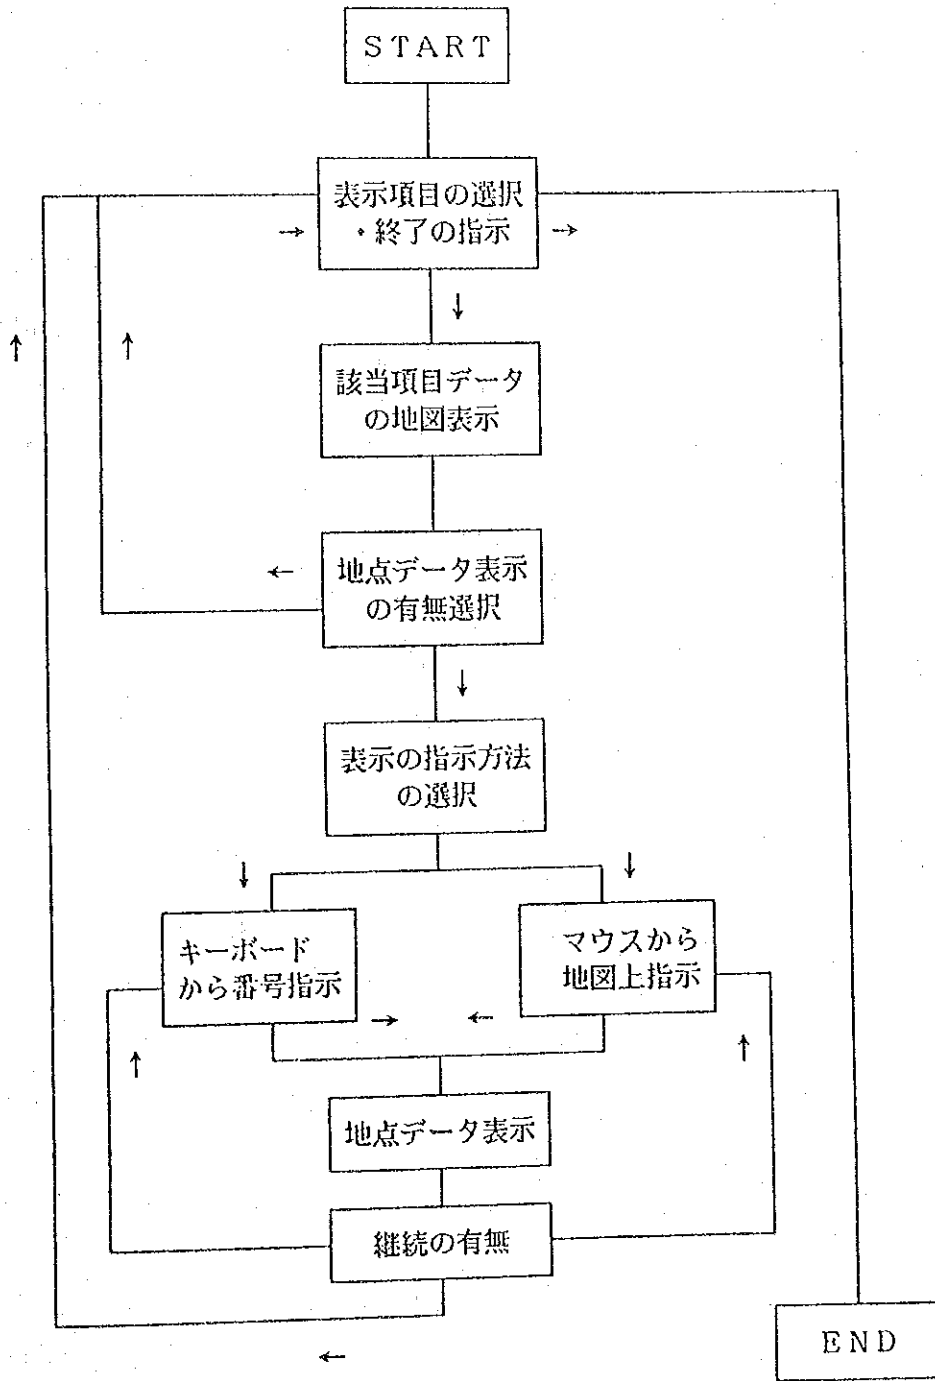 START
表示項目の選択
・終了の指示
→
→
↓
↑
↑
該当項目データ
の地図表示
←
地点データ表示
の有無選択
↓
表示の指示方法
の選択
↓
↓
キーボード
から番号指示
マウスから
地図上指示
→
←
↑
↑
地点データ表示
継続の有無
←
END